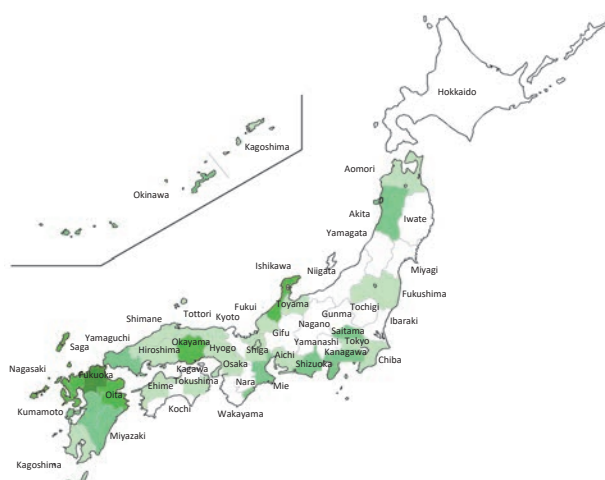 Hokkaido
Kagoshima
Aomori
Okinawa
Akita
Iwate
Yamagata
Ishikawa
Niigata
Miyagi
Toyama
Fukushima
Tochigi
Fukui
Gunma
Ibaraki
Tottori
Kyoto
Shimane
Nagano
Saitama
Gifu
Yamanashi
Tokyo
Yamaguchi
Okayama
Saga
Hiroshima
Hyogo
Shiga
Aichi
Kanagawa
Chiba
Nagasaki
Kagawa
Osaka
Shizuoka
Fukuoka
Ehime
Tokushima
Nara
Mie
Oita
Kochi
Wakayama
Kumamoto
Miyazaki
Kagoshima